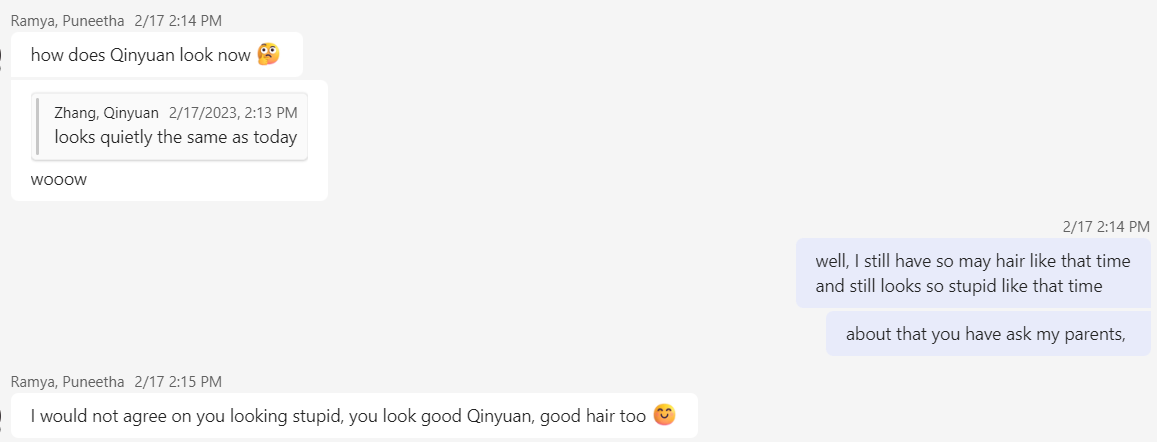 Ramya, Puneetha 2/17 2:14 PM
how does Qinyuan look now 🤔
Zhang, Qinyuan 2/17/2023, 2:13 PM
looks quietly the same as today
wooow
2/17 2:14 PM
well, I still have so may hair like that time
and still looks so stupid like that time
about that you have ask my parents,
Ramya, Puneetha 2/17 2:15 PM
I would not agree on you looking stupid, you look good Qinyuan, good hair too 😊